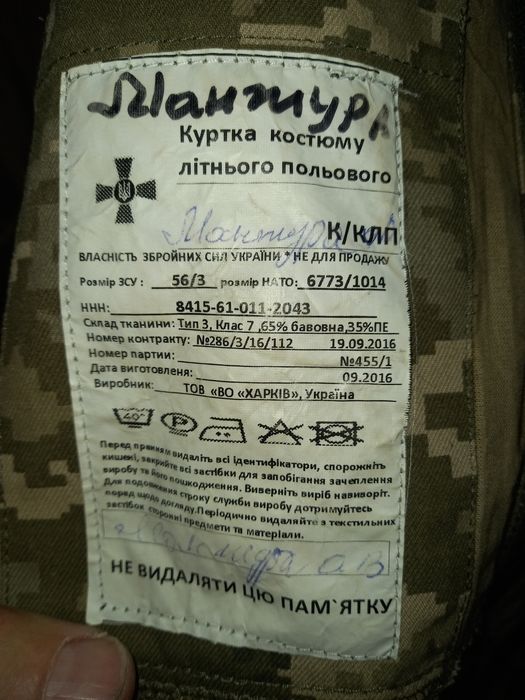 Мантура
Куртка костюму
літнього польового
Мантура
К/КЛП
ВЛАСНІСТЬ ЗБРОЙНИХ СИЛ УКРАЇНИ * НЕ ДЛЯ ПРОДАЖУ
Розмір ЗСУ : 56/3 розмір НАТО: 6773/1014
ННН: 8415-61-011-2043
Склад тканини: Тип 3, Клас 7 ,65% бавовна,35%ПЕ
Номер контракту: №286/3/16/112 19.09.2016
Номер партии: №455/1
Дата виготовленя: 09.2016
Виробник: ТОВ «ВО «ХАРКІВ», Україна
40° P
Перед пранням видаліть всі ідентифікатори, спорожніть
кишені, закрийте всі застібки для запобігання зачеплення
виробу та його пошкодження. Виверніть виріб навиворіт.
Для подовження строку служби виробу дотримуйтесь
порад щодо догляду.Періодично видаляйте з текстильних
застібок сторонні предмети та матеріали.
Мантура О В
НЕ ВИДАЛЯТИ ЦЮ ПАМ`ЯТКУ